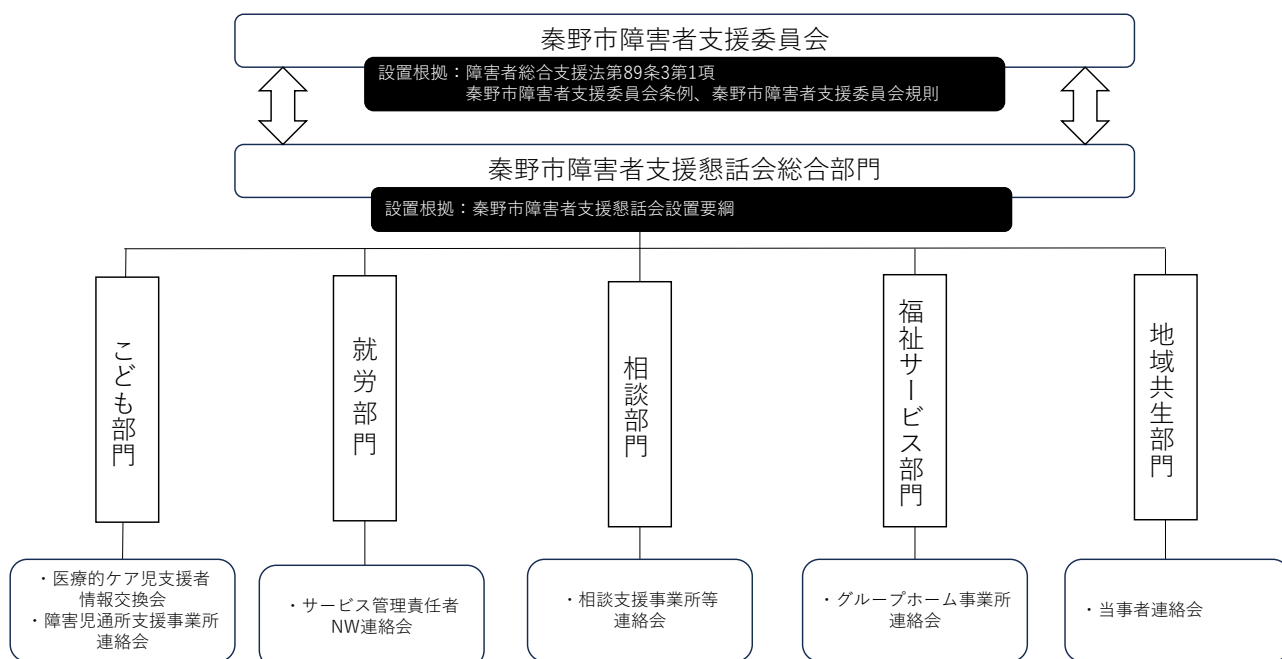 秦野市障害者支援委員会
設置根拠：障害者総合支援法第89条3第1項
秦野市障害者支援委員会条例、秦野市障害者支援委員会規則
秦野市障害者支援懇話会総合部門
設置根拠：秦野市障害者支援懇話会設置要綱
こども部門
就労部門
相談部門
福祉サービス部門
地域共生部門
・医療的ケア児支援者
情報交換会
・障害児通所支援事業所
連絡会
・サービス管理責任者
NW連絡会
・相談支援事業所等
連絡会
・グループホーム事業所
連絡会
・当事者連絡会